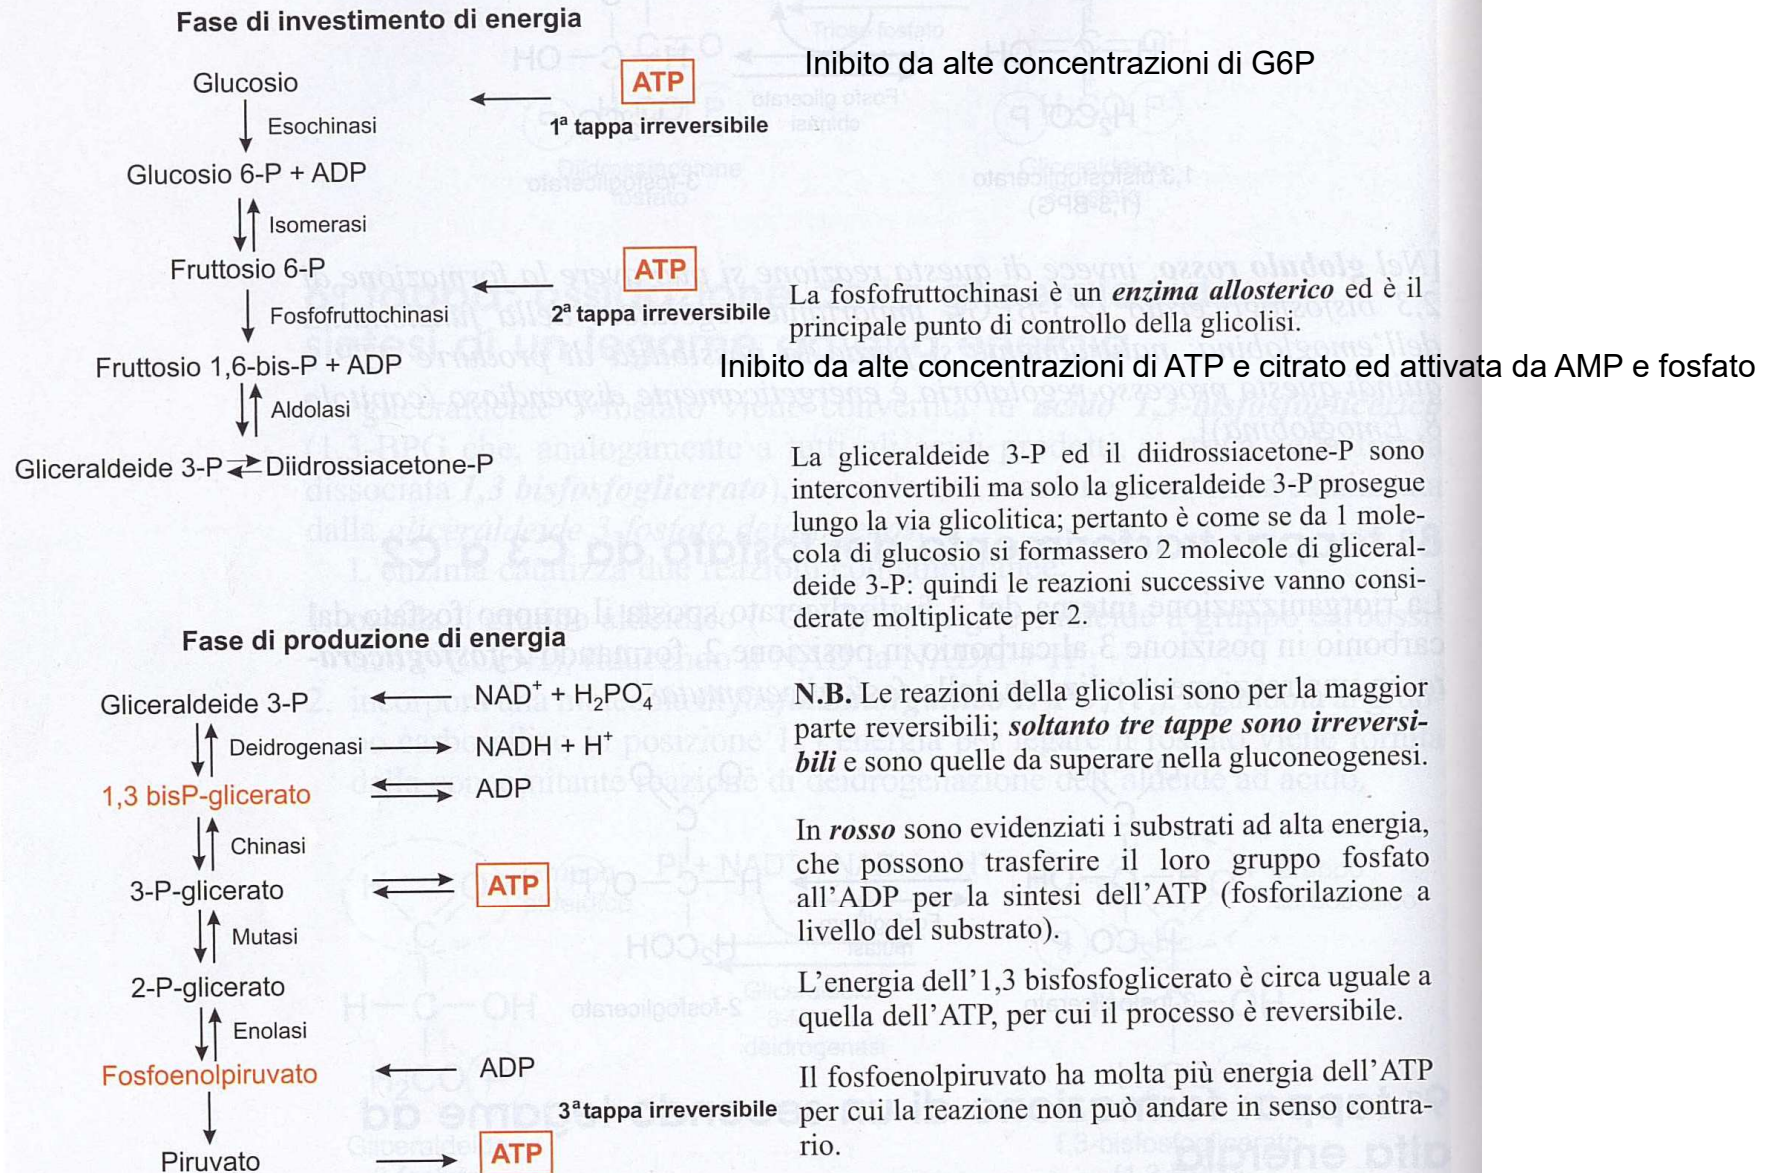 Fase di investimento di energia
Inibito da alte concentrazioni di G6P
Glucosio
ATP
Esochinasi
1ª tappa irreversibile
Glucosio 6-P + ADP
Isomerasi
Fruttosio 6-P
ATP
Fosfofruttochinasi
2ª tappa irreversibile
La fosfofruttochinasi è un enzima allosterico ed è il
principale punto di controllo della glicolisi.
Fruttosio 1,6-bis-P + ADP
Inibito da alte concentrazioni di ATP e citrato ed attivata da AMP e fosfato
Aldolasi
Gliceraldeide 3-P Diidrossiacetone-P
La gliceraldeide 3-P ed il diidrossiacetone-P sono
interconvertibili ma solo la gliceraldeide 3-P prosegue
lungo la via glicolitica; pertanto è come se da 1 mole-
cola di glucosio si formassero 2 molecole di gliceral-
deide 3-P: quindi le reazioni successive vanno consi-
derate moltiplicate per 2.
Fase di produzione di energia
Gliceraldeide 3-P
NAD⁺ + H₂PO₄⁻
Deidrogenasi
NADH + H⁺
1,3 bisP-glicerato
ADP
Chinasi
3-P-glicerato
ATP
Mutasi
2-P-glicerato
Enolasi
Fosfoenolpiruvato
ADP
3ª tappa irreversibile
Piruvato
ATP
N.B. Le reazioni della glicolisi sono per la maggior
parte reversibili; soltanto tre tappe sono irreversi-
bili e sono quelle da superare nella gluconeogenesi.
In rosso sono evidenziati i substrati ad alta energia,
che possono trasferire il loro gruppo fosfato
all'ADP per la sintesi dell'ATP (fosforilazione a
livello del substrato).
L'energia dell'1,3 bisfosfoglicerato è circa uguale a
quella dell'ATP, per cui il processo è reversibile.
Il fosfoenolpiruvato ha molta più energia dell'ATP
per cui la reazione non può andare in senso contra-
rio.